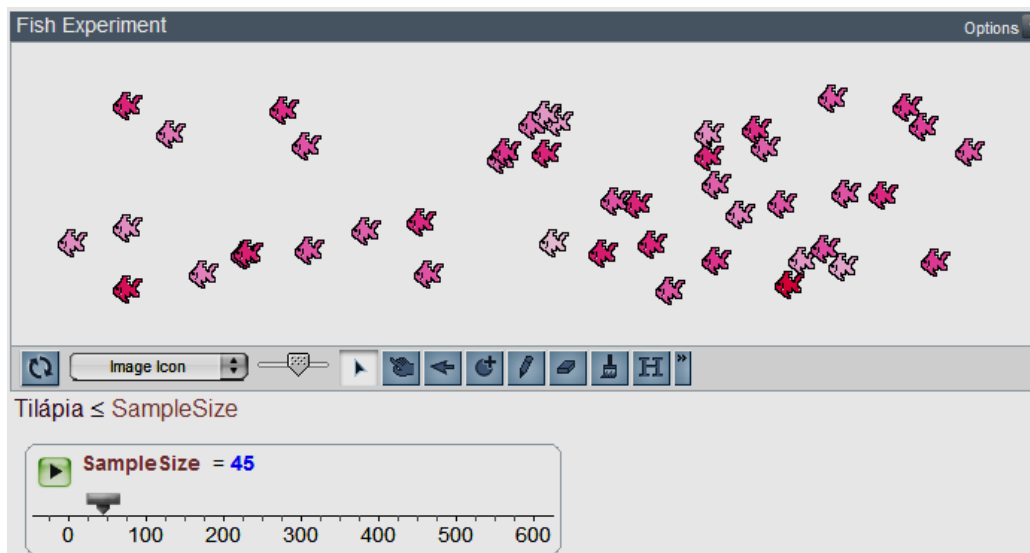 Fish Experiment
Options
Image Icon
H
»
Tilápia ≤ SampleSize
SampleSize = 45
0 100 200 300 400 500 600